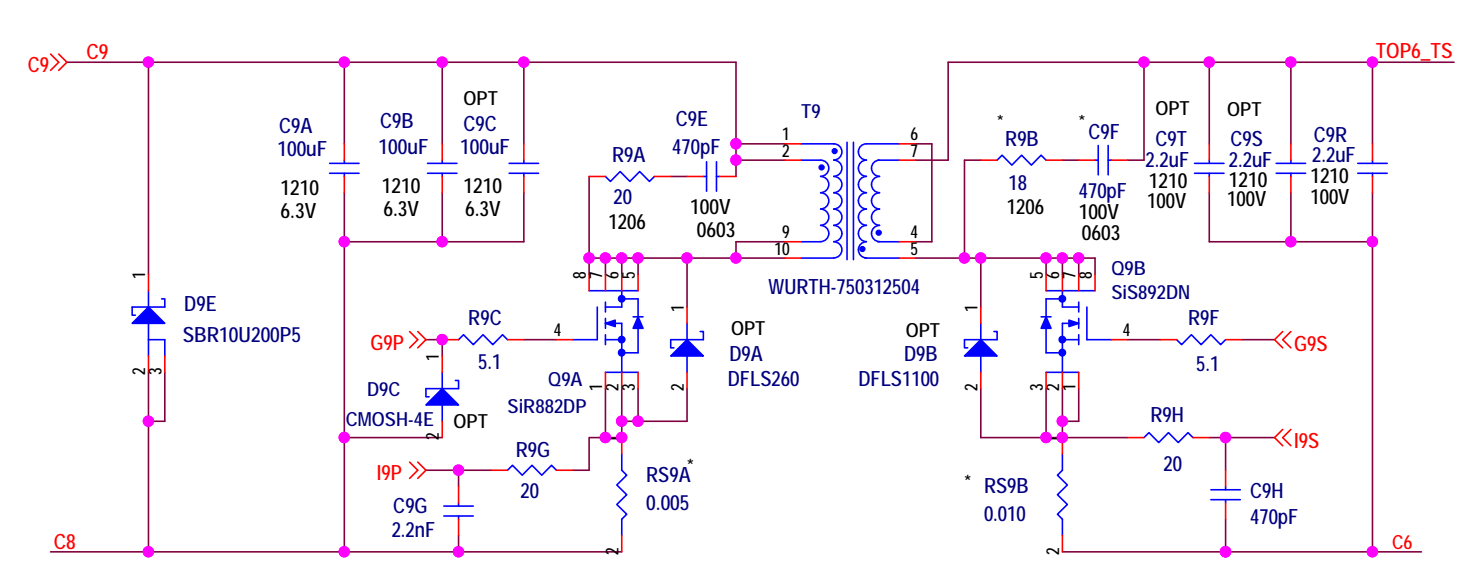 C9
C9
TOP6_TS
C9A
100uF
1210
6.3V
C9B
100uF
1210
6.3V
OPT
C9C
100uF
1210
6.3V
R9A
20
1206
C9E
470pF
100V
0603
T9
1
2
9
10
6
7
4
5
WURTH-750312504
*
R9B
18
1206
*
C9F
470pF
100V
0603
OPT
C9T
2.2uF
1210
100V
OPT
C9S
2.2uF
1210
100V
C9R
2.2uF
1210
100V
1
D9E
SBR10U200P5
2
3
G9P
R9C
5.1
4
8
7
6
5
Q9A
SiR882DP
1
2
3
1
OPT
D9A
DFLS260
2
1
D9C
CMOSH-4E
OPT
2
I9P
R9G
20
C9G
2.2nF
RS9A
*
0.005
2
1
OPT
D9B
DFLS1100
2
5
6
7
8
Q9B
SiS892DN
4
R9F
5.1
G9S
3
2
1
R9H
20
I9S
*
RS9B
0.010
2
C9H
470pF
C8
C6